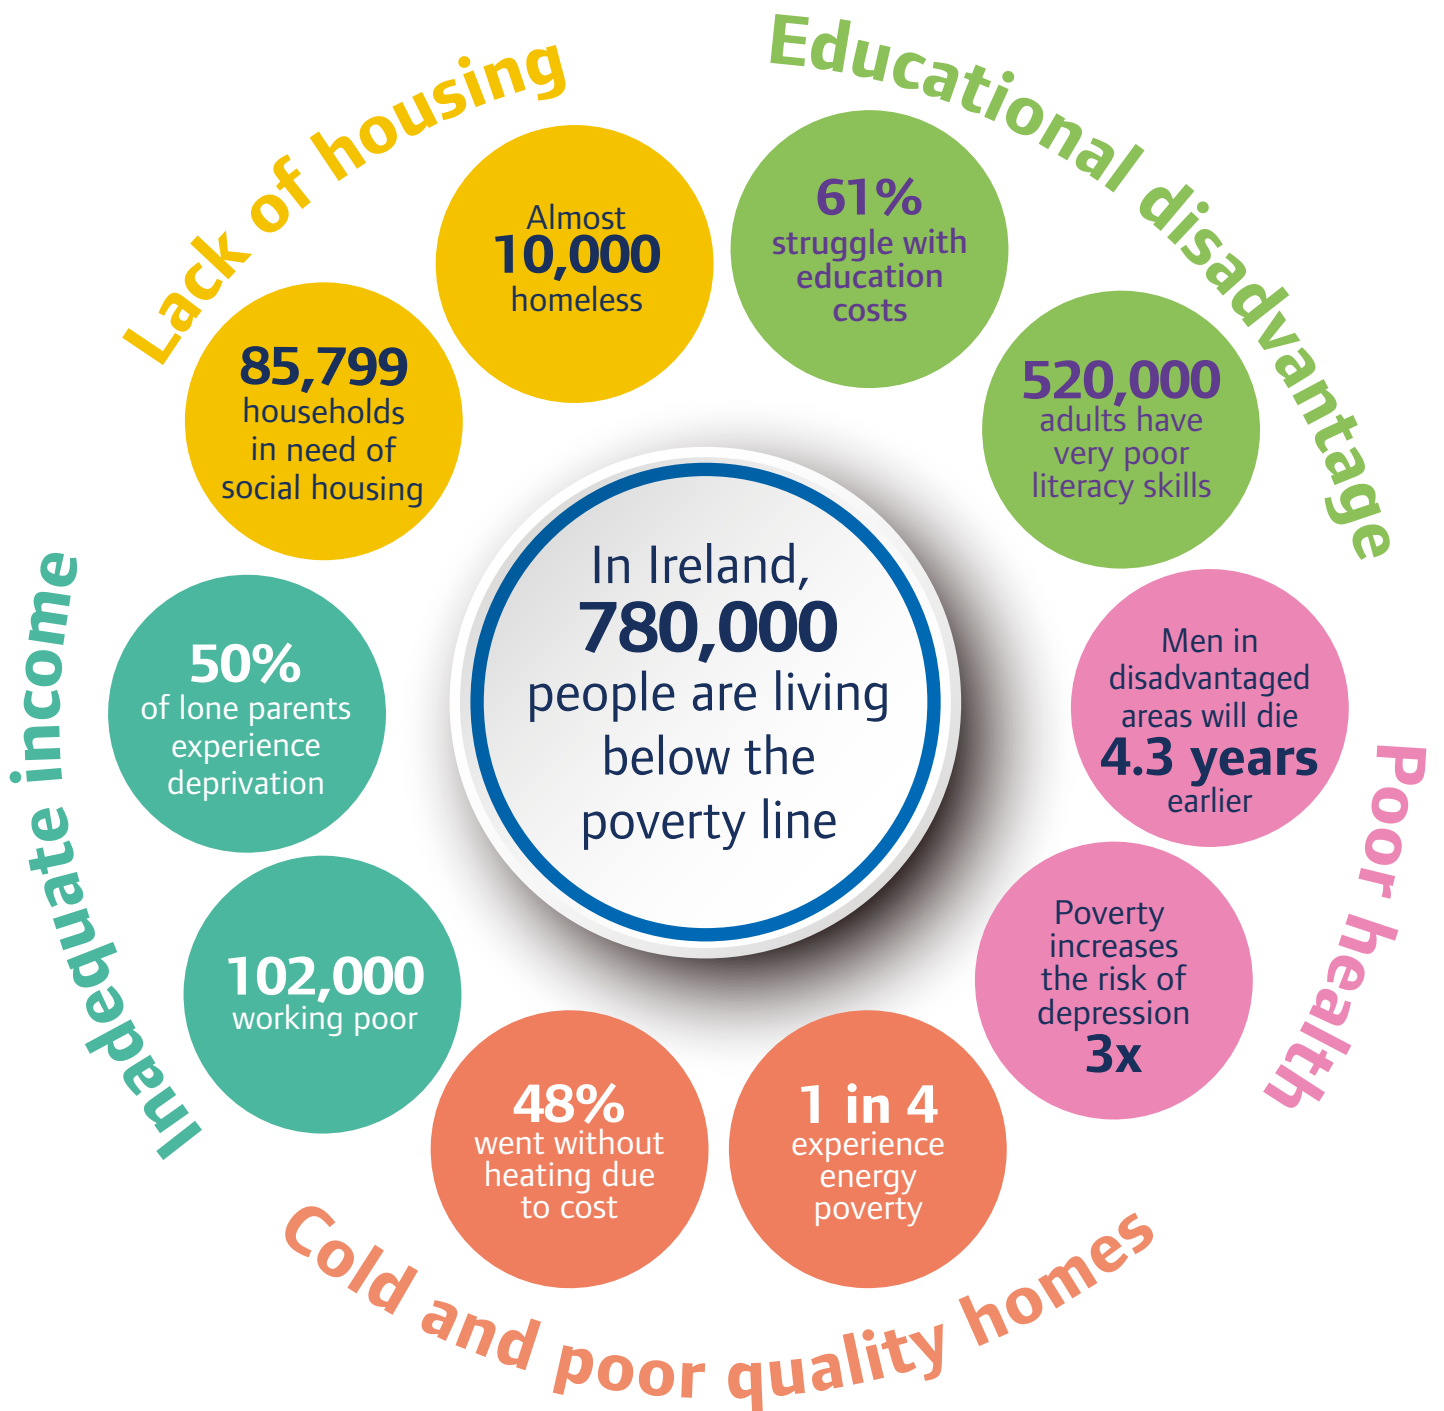 Lack of housing
Almost
10,000
homeless
85,799
households
in need of
social housing
Educational disadvantage
61%
struggle with
education
costs
520,000
adults have
very poor
literacy skills
In Ireland,
780,000
people are living
below the
poverty line
Poor health
Men in
disadvantaged
areas will die
4.3 years
earlier
Poverty
increases
the risk of
depression
3x
Inadequate income
50%
of lone parents
experience
deprivation
102,000
working poor
Cold and poor quality homes
48%
went without
heating due
to cost
1 in 4
experience
energy
poverty